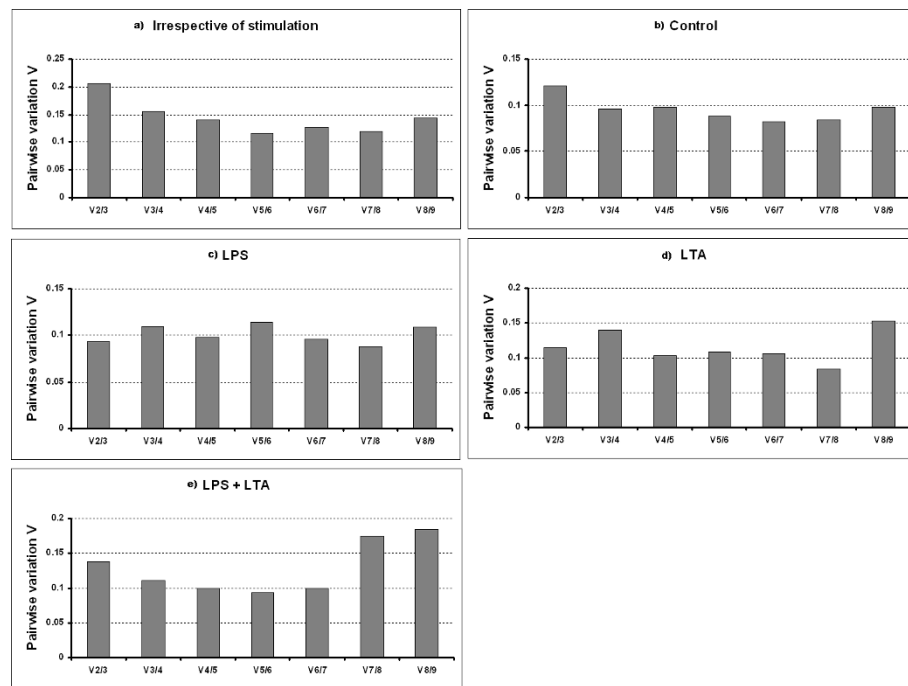 a) Irrespective of stimulation
Pairwise variation V
0.25
0.2
0.15
0.1
0.05
0
V2/3 V3/4 V4/5 V5/6 V6/7 V7/8 V8/9
b) Control
Pairwise variation V
0.15
0.1
0.05
0
V2/3 V3/4 V4/5 V5/6 V6/7 V7/8 V8/9
c) LPS
Pairwise variation V
0.15
0.1
0.05
0
V2/3 V3/4 V4/5 V5/6 V6/7 V7/8 V8/9
d) LTA
Pairwise variation V
0.2
0.15
0.1
0.05
0
V2/3 V3/4 V4/5 V5/6 V6/7 V7/8 V8/9
e) LPS + LTA
Pairwise variation V
0.2
0.15
0.1
0.05
0
V2/3 V3/4 V4/5 V5/6 V6/7 V7/8 V8/9